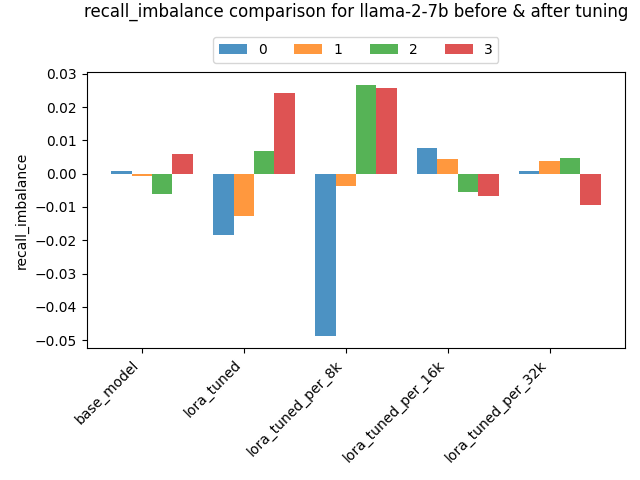 recall_imbalance comparison for llama-2-7b before & after tuning
0 1 2 3
0.03
0.02
0.01
0.00
−0.01
−0.02
−0.03
−0.04
−0.05
recall_imbalance
base_model
lora_tuned
lora_tuned_per_8k
lora_tuned_per_16k
lora_tuned_per_32k